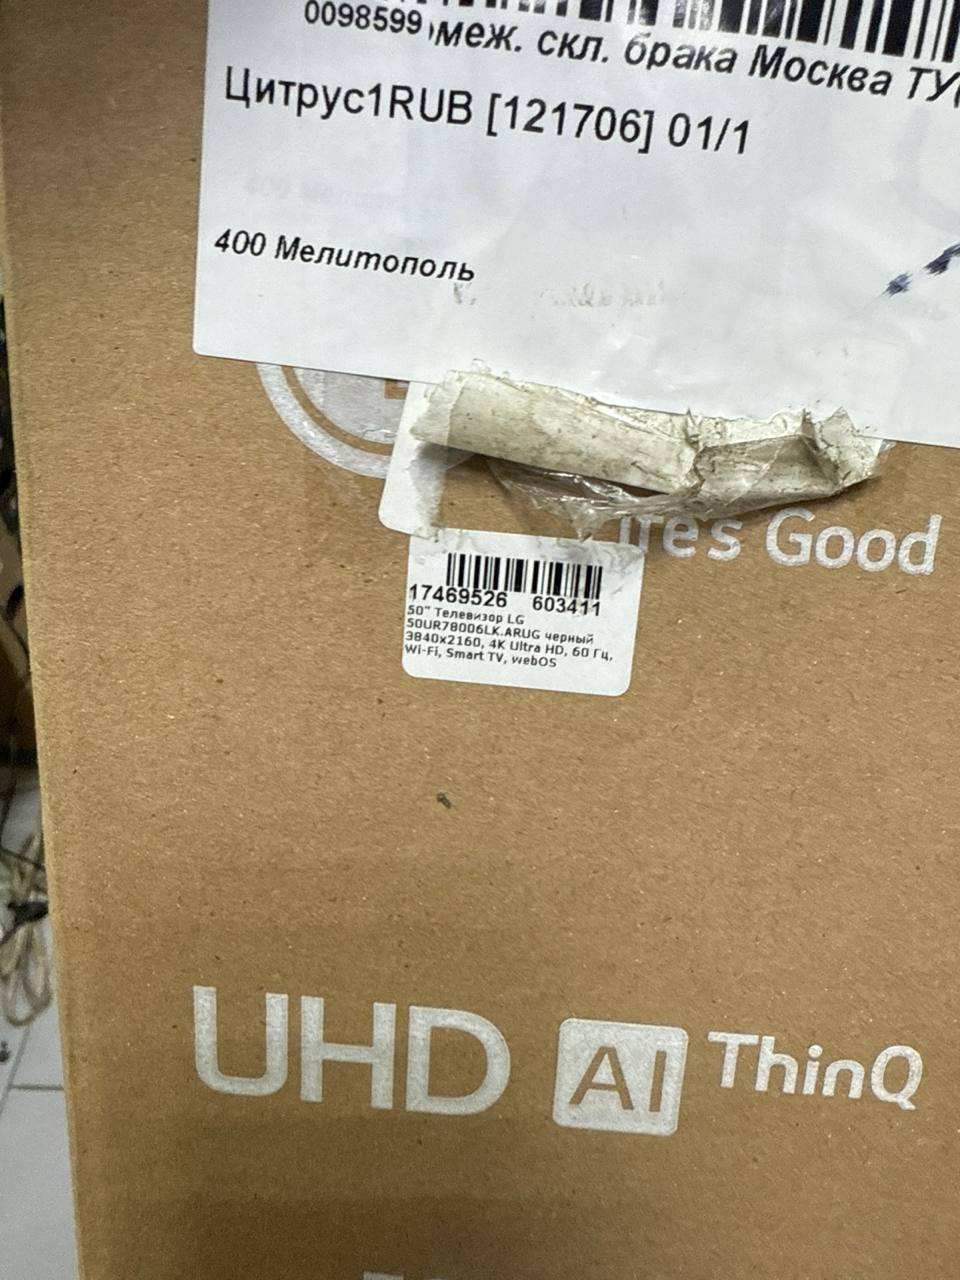 0098599
меж. скл. брака Москва
Цитрус1RUB [121706] 01/1
400 Мелитополь
Good
17469526 603411
50" Телевизор LG
50UR78006LK.ARUG черный
3840x2160, 4K Ultra HD, 60 Гц,
Wi-Fi, Smart TV, webOS
UHD AI ThinQ